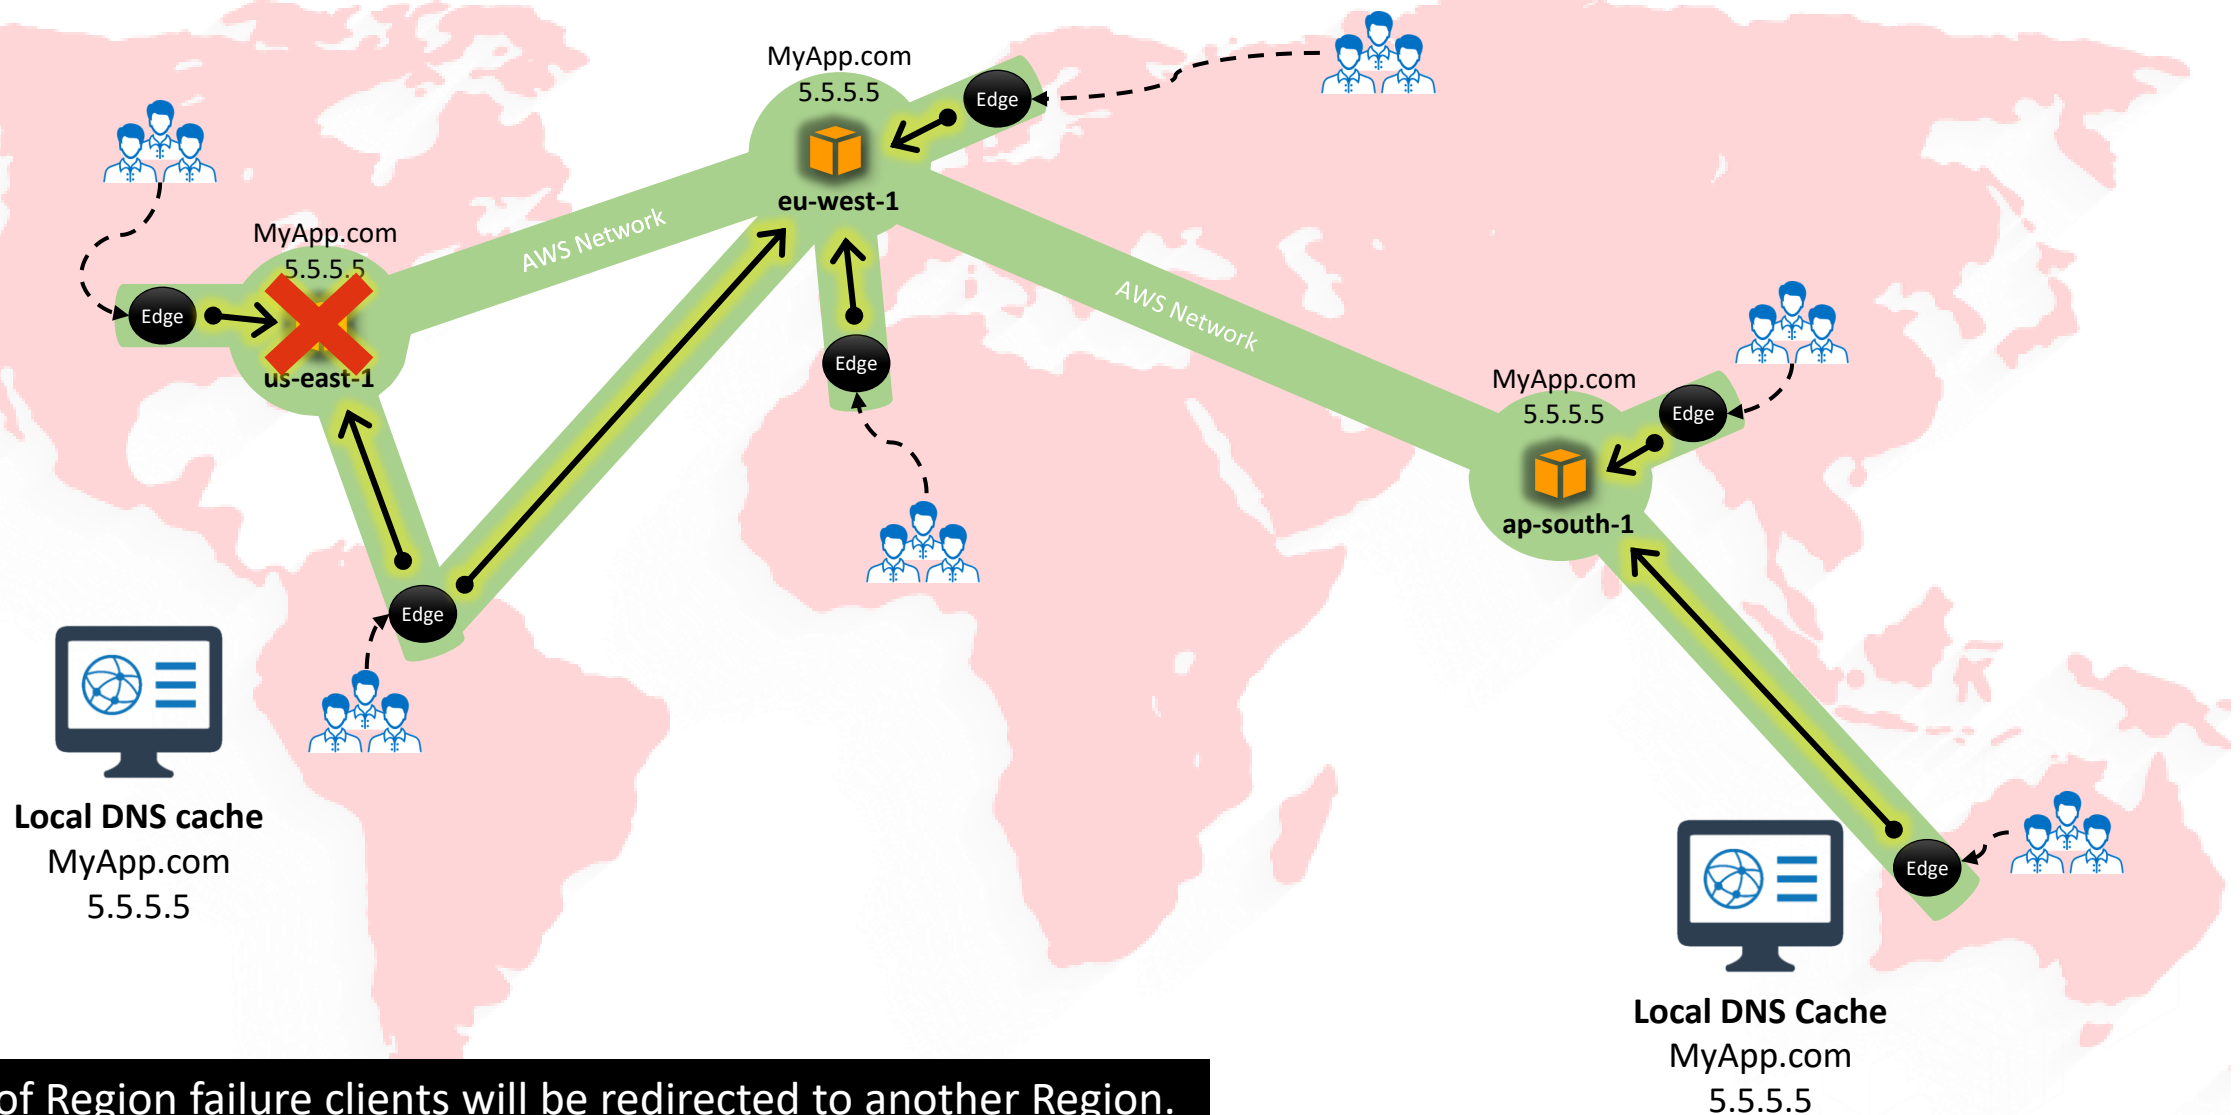 MyApp.com
5.5.5.5
Edge
eu-west-1
MyApp.com
5.5.5.5
Edge
us-east-1
AWS Network
AWS Network
Edge
MyApp.com
5.5.5.5
Edge
ap-south-1
Edge
Local DNS cache
MyApp.com
5.5.5.5
Edge
Local DNS Cache
MyApp.com
5.5.5.5
of Region failure clients will be redirected to another Region.